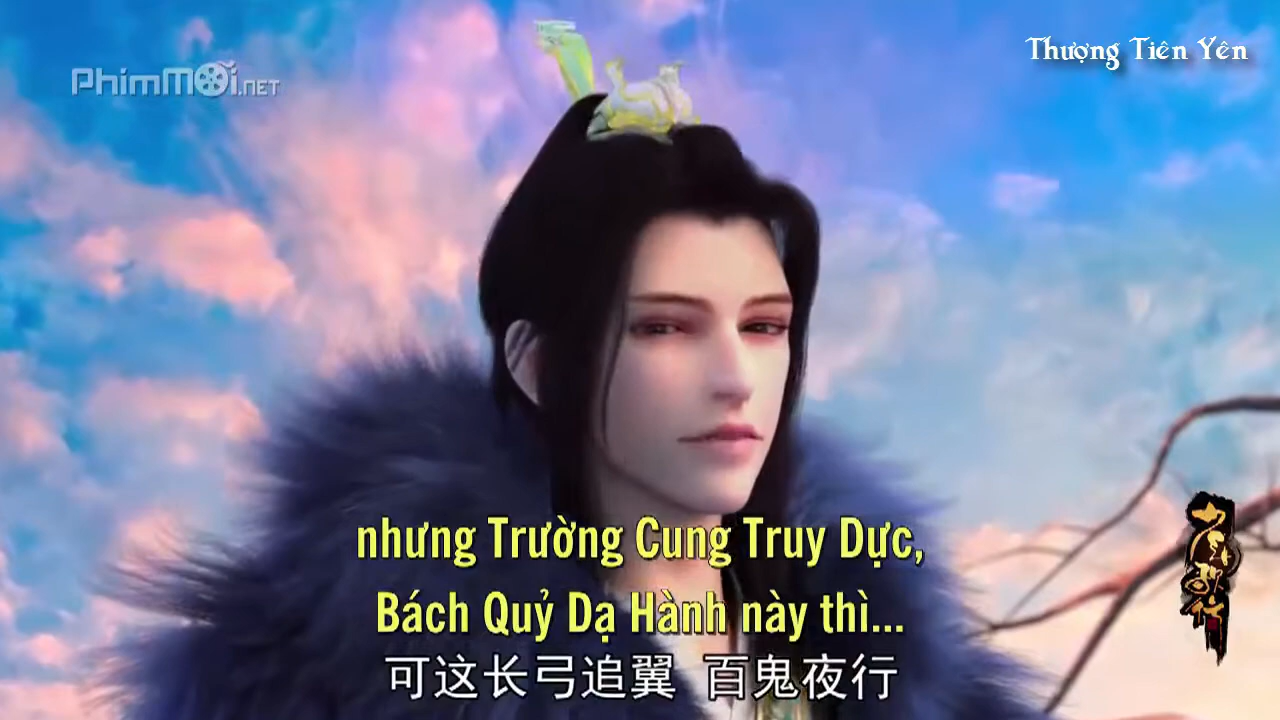 PhimMoi.NET
Thượng Tiên Yên
nhưng Trường Cung Truy Dực,
Bách Quỷ Dạ Hành này thì...
可这长弓追翼 百鬼夜行